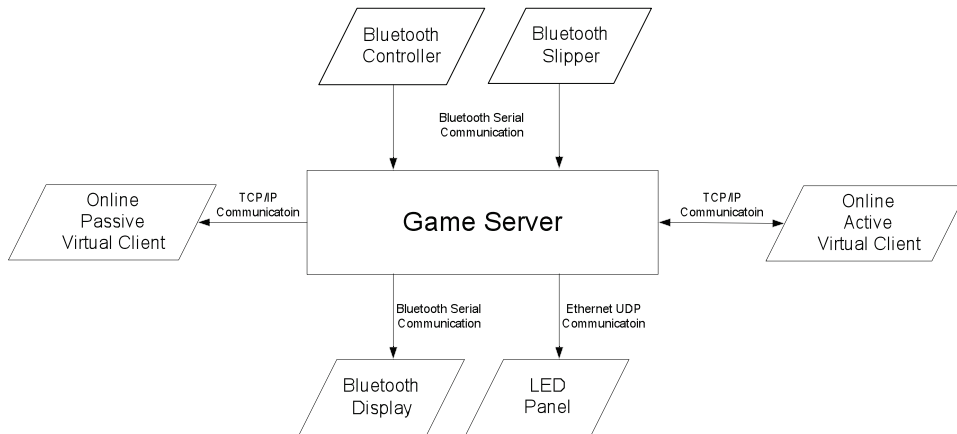 Bluetooth
Controller
Bluetooth
Slipper
Bluetooth Serial
Communication
Online
Passive
Virtual Client
TCP/IP
Communicatoin
Game Server
TCP/IP
Communicatoin
Online
Active
Virtual Client
Bluetooth Serial
Communication
Ethernet UDP
Communicatoin
Bluetooth
Display
LED
Panel